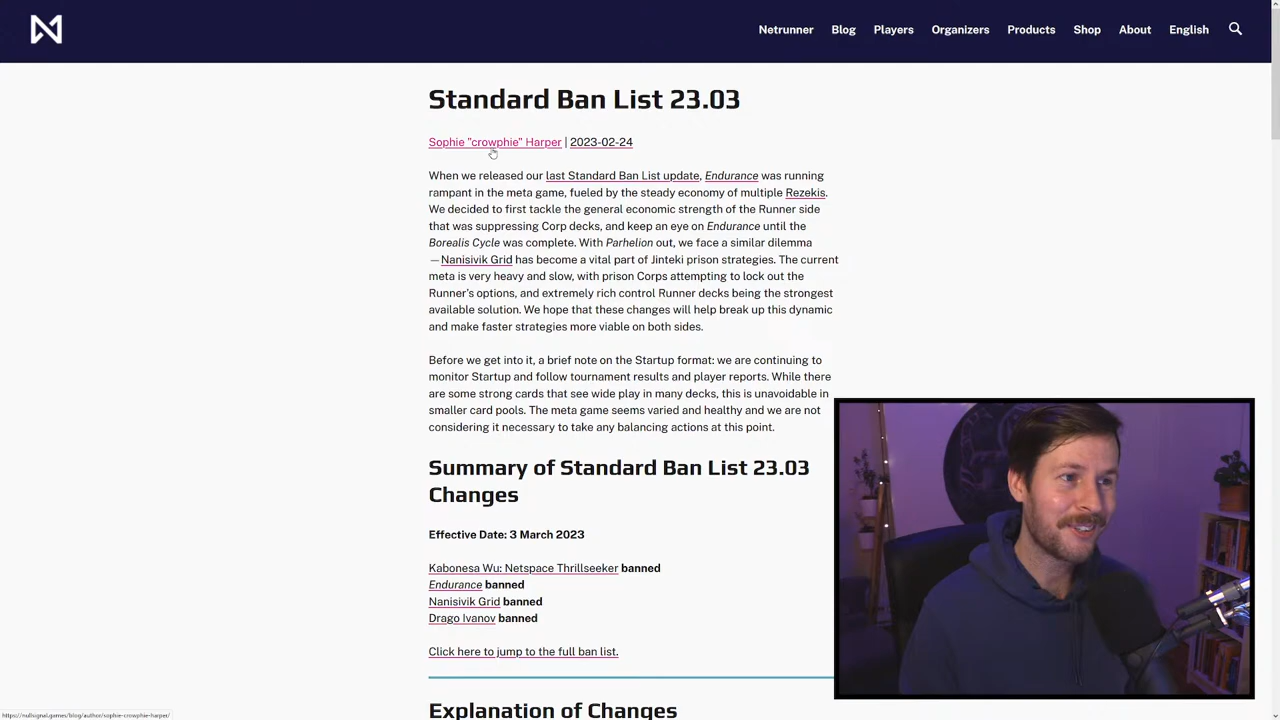 Netrunner Blog Players Organizers Products Shop About English
Standard Ban List 23.03
Sophie "crowphie" Harper | 2023-02-24
When we released our last Standard Ban List update, Endurance was running
rampant in the meta game, fueled by the steady economy of multiple Rezekis.
We decided to first tackle the general economic strength of the Runner side
that was suppressing Corp decks, and keep an eye on Endurance until the
Borealis Cycle was complete. With Parhelion out, we face a similar dilemma
—Nanisivik Grid has become a vital part of Jinteki prison strategies. The current
meta is very heavy and slow, with prison Corps attempting to lock out the
Runner's options, and extremely rich control Runner decks being the strongest
available solution. We hope that these changes will help break up this dynamic
and make faster strategies more viable on both sides.
Before we get into it, a brief note on the Startup format: we are continuing to
monitor Startup and follow tournament results and player reports. While there
are some strong cards that see wide play in many decks, this is unavoidable in
smaller card pools. The meta game seems varied and healthy and we are not
considering it necessary to take any balancing actions at this point.
Summary of Standard Ban List 23.03
Changes
Effective Date: 3 March 2023
Kabonesa Wu: Netspace Thrillseeker banned
Endurance banned
Nanisivik Grid banned
Drago Ivanov banned
Click here to jump to the full ban list.
Explanation of Changes
https://nullsignal.games/blog/author/sophie-crowphie-harper/